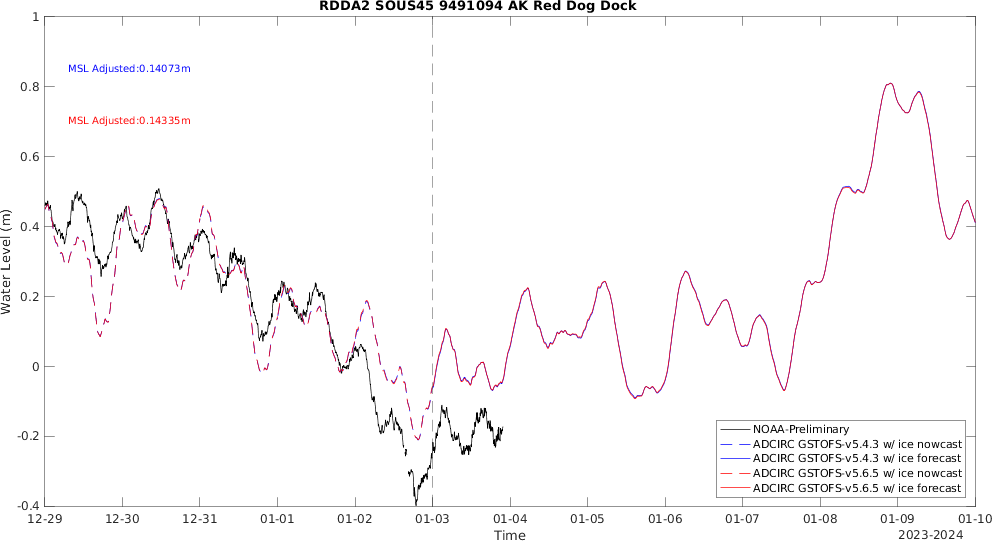 RDDA2 SOUS45 9491094 AK Red Dog Dock
MSL Adjusted:0.14073m
MSL Adjusted:0.14335m
Water Level (m)
1
0.8
0.6
0.4
0.2
0
-0.2
-0.4
NOAA-Preliminary
ADCIRC GSTOFS-v5.4.3 w/ ice nowcast
ADCIRC GSTOFS-v5.4.3 w/ ice forecast
ADCIRC GSTOFS-v5.6.5 w/ ice nowcast
ADCIRC GSTOFS-v5.6.5 w/ ice forecast
12-29 12-30 12-31 01-01 01-02 01-03 01-04 01-05 01-06 01-07 01-08 01-09 01-10
Time
2023-2024